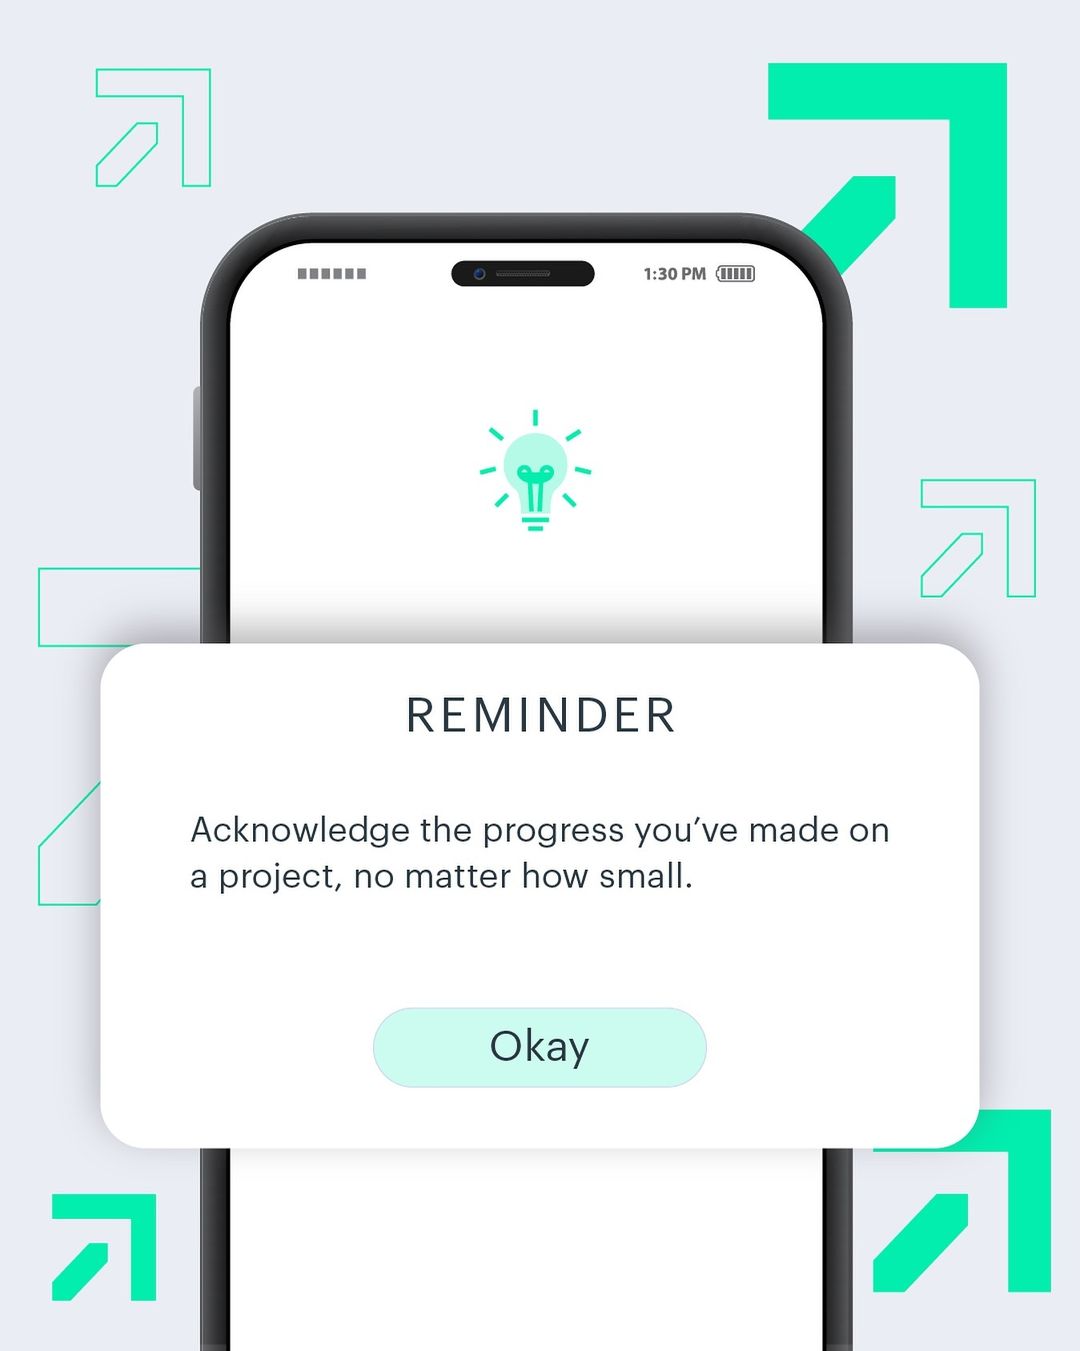 1:30 PM
REMINDER
Acknowledge the progress you’ve made on
a project, no matter how small.
Okay